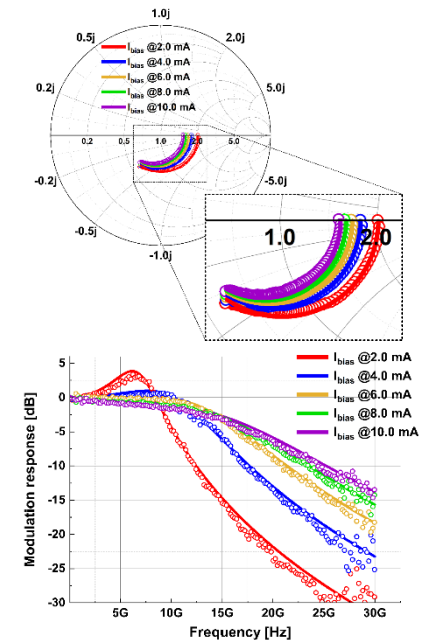 1.0j
0.5j
2.0j
I_bias @2.0 mA
I_bias @4.0 mA
I_bias @6.0 mA
I_bias @8.0 mA
I_bias @10.0 mA
0.2j
5.0j
0.2 0.5 1.0 2.0 5.0
-0.2j
-5.0j
-0.5j
-2.0j
-1.0j
1.0 2.0
I_bias @2.0 mA
I_bias @4.0 mA
I_bias @6.0 mA
I_bias @8.0 mA
I_bias @10.0 mA
Modulation response [dB]
5
0
-5
-10
-15
-20
-25
-30
5G 10G 15G 20G 25G 30G
Frequency [Hz]